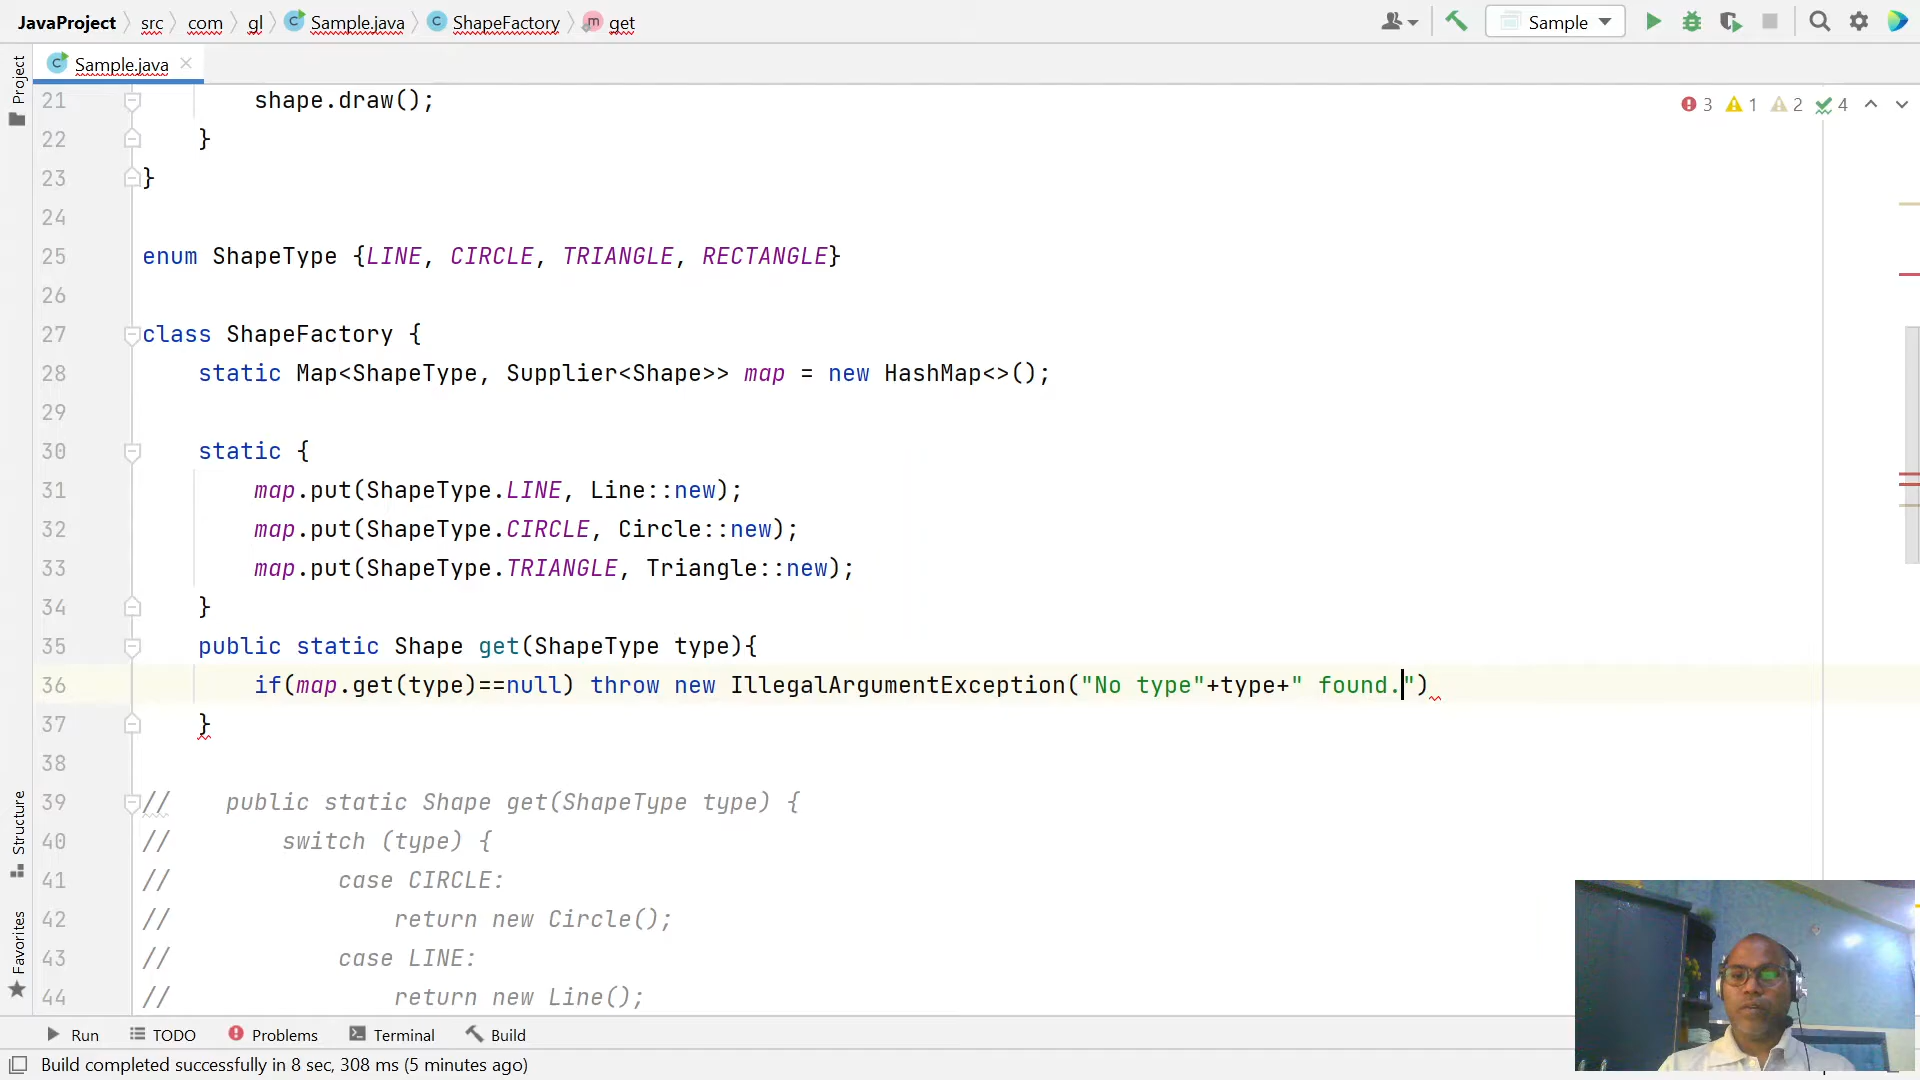 JavaProject src com gl Sample.java ShapeFactory get Sample
Sample.java
Project
3 1 2 4
21 shape.draw();
22 }
23 }
24
25 enum ShapeType {LINE, CIRCLE, TRIANGLE, RECTANGLE}
26
27 class ShapeFactory {
28 static Map<ShapeType, Supplier<Shape>> map = new HashMap<>();
29
30 static {
31 map.put(ShapeType.LINE, Line::new);
32 map.put(ShapeType.CIRCLE, Circle::new);
33 map.put(ShapeType.TRIANGLE, Triangle::new);
34 }
35 public static Shape get(ShapeType type){
36 if(map.get(type)==null) throw new IllegalArgumentException("No type"+type+" found.")
37 }
38
39 // public static Shape get(ShapeType type) {
40 // switch (type) {
41 // case CIRCLE:
42 // return new Circle();
43 // case LINE:
44 // return new Line();
Structure
Favorites
Run TODO Problems Terminal Build
Build completed successfully in 8 sec, 308 ms (5 minutes ago)